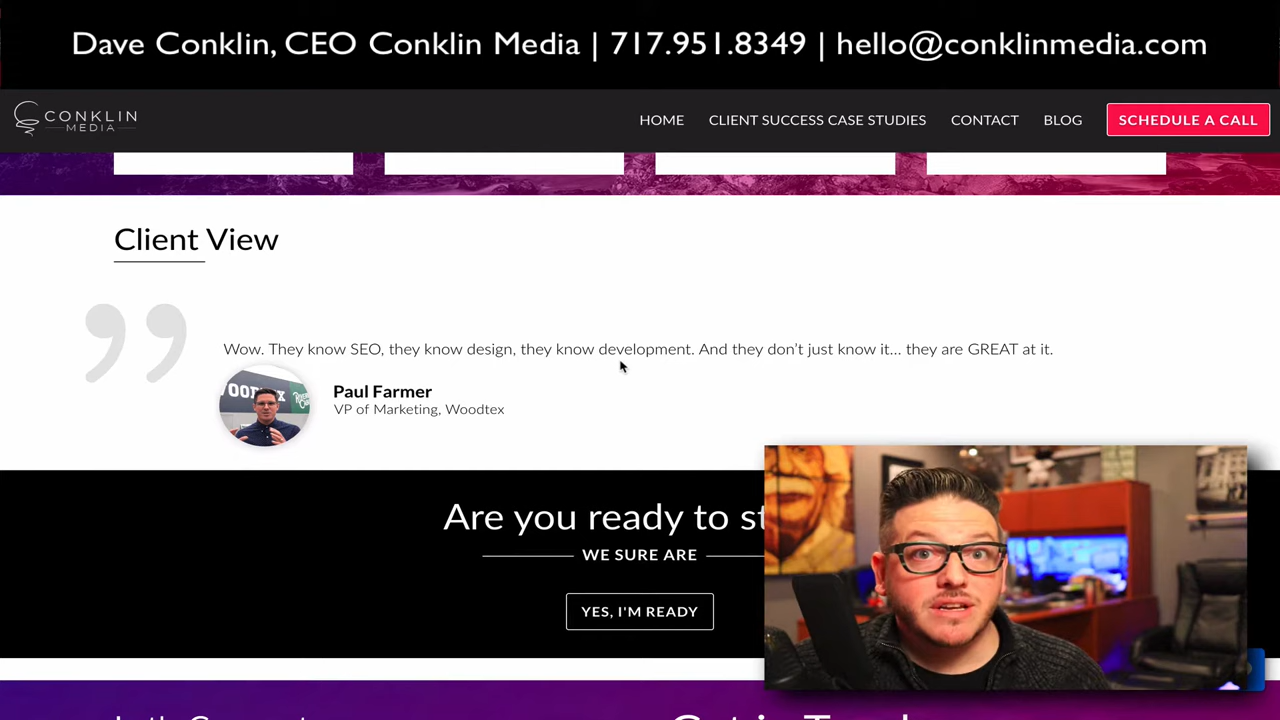 Dave Conklin, CEO Conklin Media | 717.951.8349 | hello@conklinmedia.com
CONKLIN
MEDIA
HOME
CLIENT SUCCESS CASE STUDIES
CONTACT
BLOG
SCHEDULE A CALL
Client View
Wow. They know SEO, they know design, they know development. And they don’t just know it… they are GREAT at it.
Paul Farmer
VP of Marketing, Woodtex
Are you ready to st
WE SURE ARE
YES, I'M READY